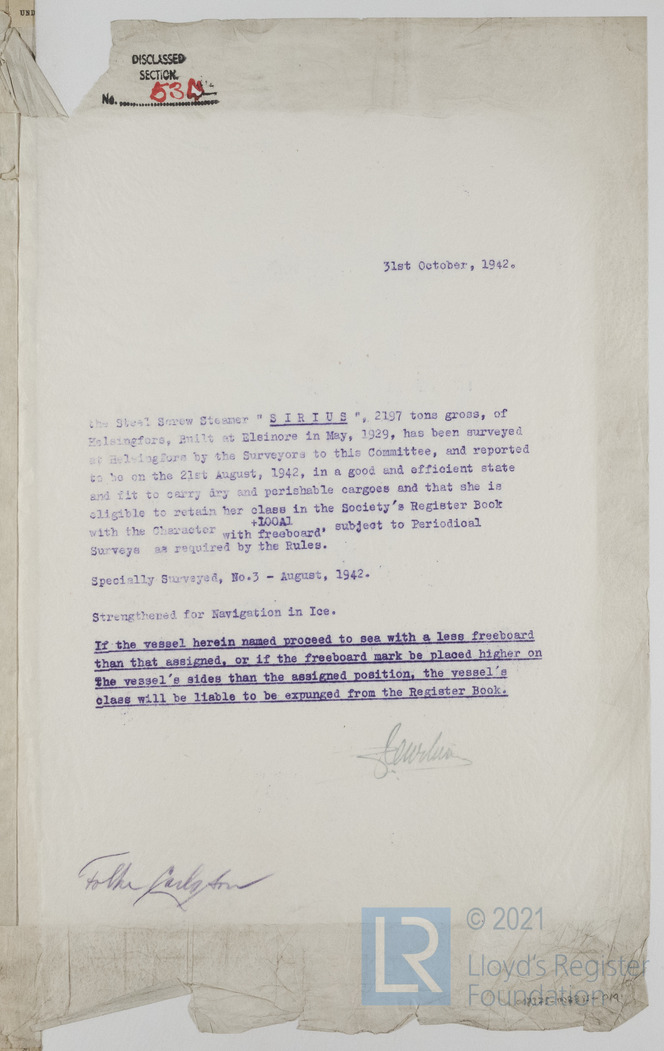 UND
DISCLASSED
SECTION.
No. 53
31st October, 1942.
the Steel Screw Steamer " S I R I U S ", 2197 tons gross, of
Helsingfors, Built at Elsinore in May, 1929, has been surveyed
at Helsingfors by the Surveyors to this Committee, and reported
to be on the 21st August, 1942, in a good and efficient state
and fit to carry dry and perishable cargoes and that she is
eligible to retain her class in the Society's Register Book
with the Character +100A1 with freeboard, subject to Periodical
Surveys as required by the Rules.
Specially Surveyed, No.3 - August, 1942.
Strengthened for Navigation in Ice.
If the vessel herein named proceed to sea with a less freeboard
than that assigned, or if the freeboard mark be placed higher on
the vessel's sides than the assigned position, the vessel's
class will be liable to be expunged from the Register Book.
Folke Carlgson
LR
© 2021
Lloyd's Register
Foundation